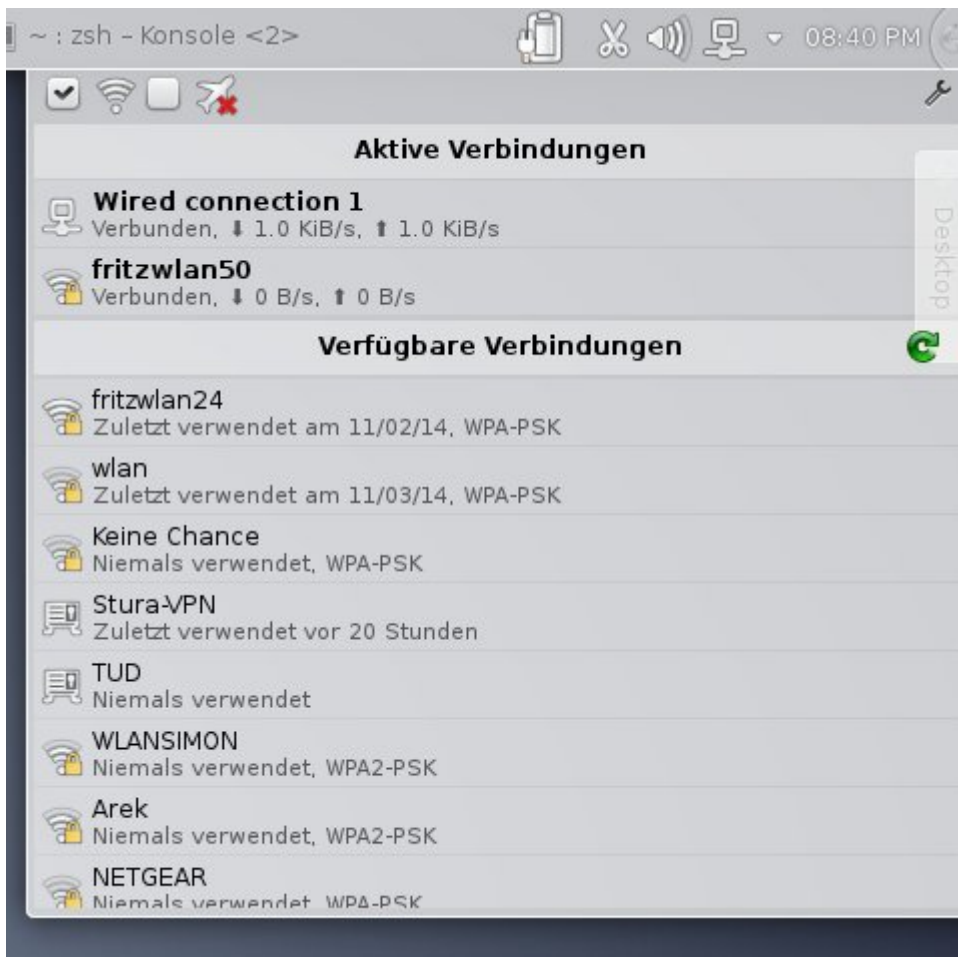 ~ : zsh – Konsole <2>
08:40 PM
Aktive Verbindungen
Wired connection 1
Verbunden, ⬇ 1.0 KiB/s, ⬆ 1.0 KiB/s
fritzwlan50
Verbunden, ⬇ 0 B/s, ⬆ 0 B/s
Desktop
Verfügbare Verbindungen
fritzwlan24
Zuletzt verwendet am 11/02/14, WPA-PSK
wlan
Zuletzt verwendet am 11/03/14, WPA-PSK
Keine Chance
Niemals verwendet, WPA-PSK
Stura-VPN
Zuletzt verwendet vor 20 Stunden
TUD
Niemals verwendet
WLANSIMON
Niemals verwendet, WPA2-PSK
Arek
Niemals verwendet, WPA2-PSK
NETGEAR
Niemals verwendet, WPA-PSK